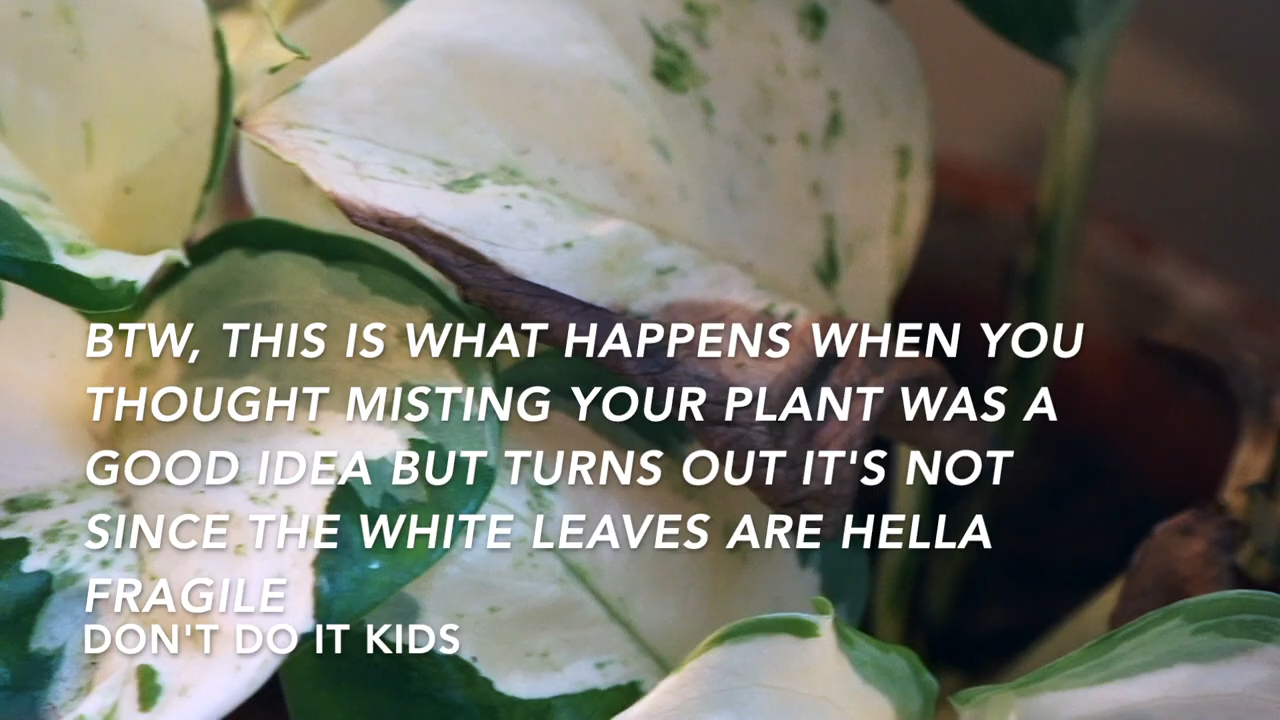 BTW, THIS IS WHAT HAPPENS WHEN YOU
THOUGHT MISTING YOUR PLANT WAS A
GOOD IDEA BUT TURNS OUT IT'S NOT
SINCE THE WHITE LEAVES ARE HELLA
FRAGILE
DON'T DO IT KIDS